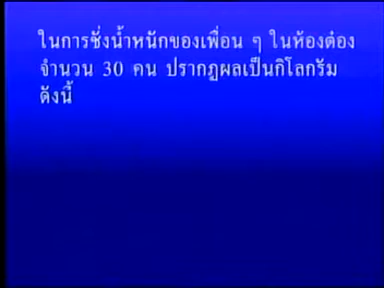 ในการชั่งน้ำหนักของเพื่อน ๆ ในห้องต๋อง
จำนวน 30 คน ปรากฏผลเป็นกิโลกรัม
ดังนี้